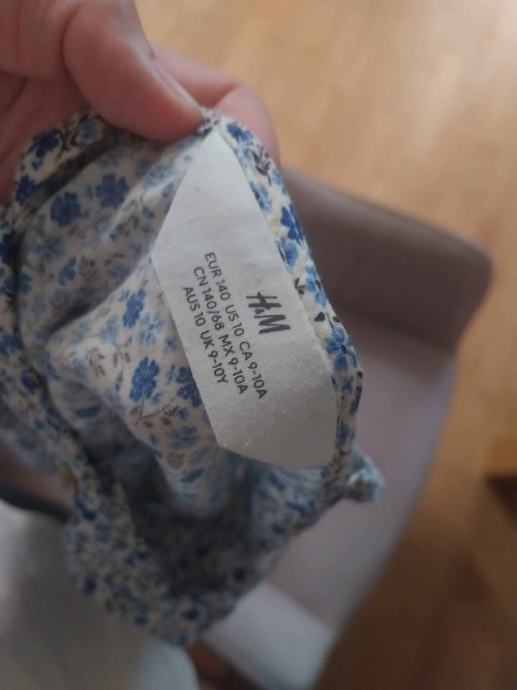 H&M
EUR 140 US 10 CA 9-10A
CN 140/68 MX 9-10A
AUS 10 UK 9-10Y